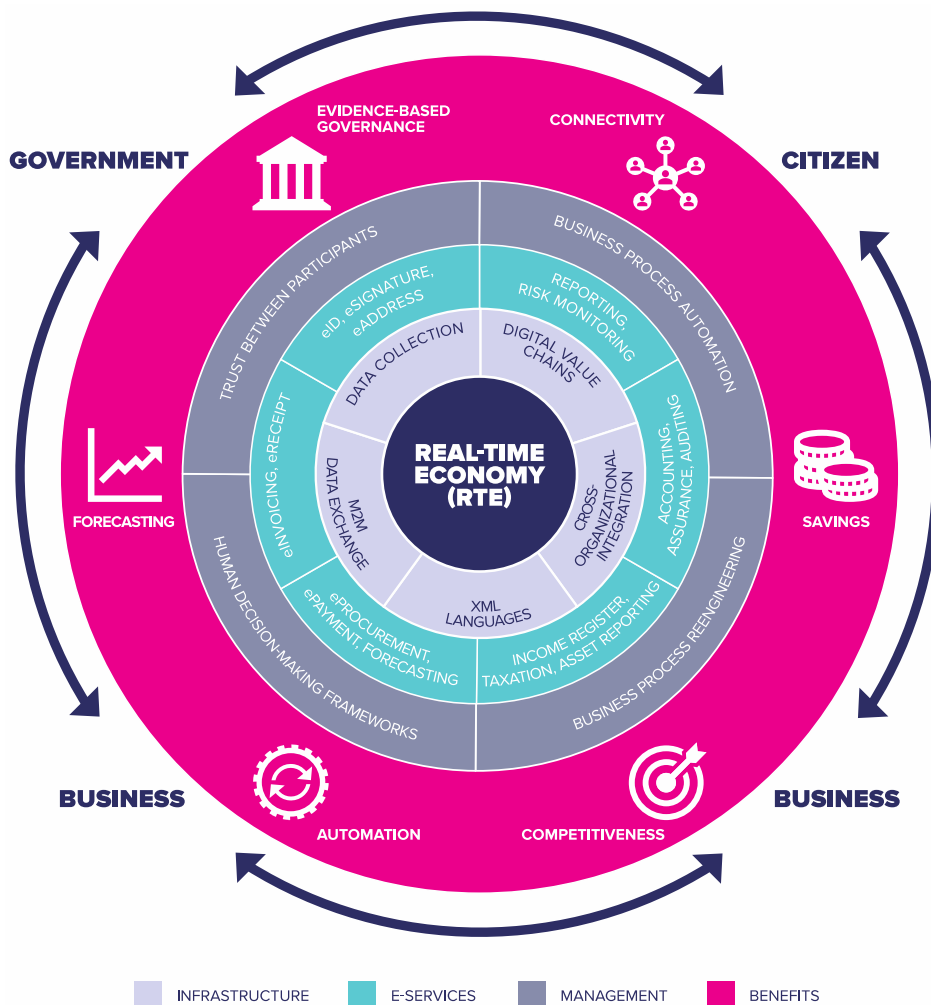 EVIDENCE-BASED
GOVERNANCE
CONNECTIVITY
GOVERNMENT
CITIZEN
TRUST BETWEEN PARTICIPANTS
BUSINESS PROCESS AUTOMATION
eID, eSIGNATURE,
eADDRESS
REPORTING,
RISK MONITORING
DATA COLLECTION
DIGITAL VALUE
CHAINS
REAL-TIME
ECONOMY
(RTE)
eINVOICING, eRECEIPT
M2M
DATA EXCHANGE
CROSS-
ORGANIZATIONAL
INTEGRATION
ACCOUNTING,
ASSURANCE, AUDITING
FORECASTING
SAVINGS
XML
LANGUAGES
ePROCUREMENT,
ePAYMENT, FORECASTING
INCOME REGISTER,
TAXATION, ASSET REPORTING
HUMAN DECISION-MAKING FRAMEWORKS
BUSINESS PROCESS REENGINEERING
BUSINESS
BUSINESS
AUTOMATION
COMPETITIVENESS
INFRASTRUCTURE
E-SERVICES
MANAGEMENT
BENEFITS